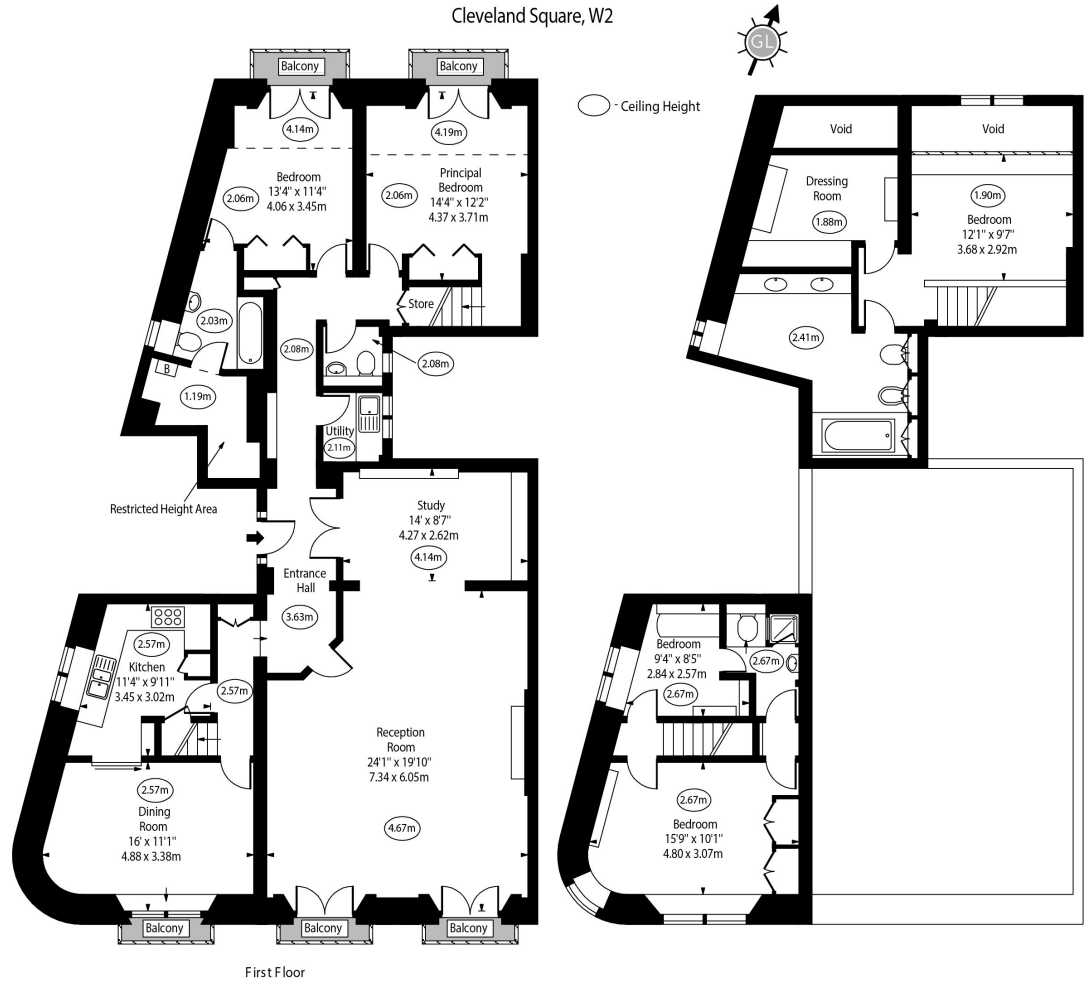 Cleveland Square, W2
GL
- Ceiling Height
Balcony
Balcony
4.14m
4.19m
Bedroom
13'4'' x 11'4''
4.06 x 3.45m
2.06m
Principal
Bedroom
14'4'' x 12'2''
4.37 x 3.71m
2.06m
Store
2.03m
2.08m
2.08m
B
1.19m
Utility
2.11m
Restricted Height Area
Study
14' x 8'7''
4.27 x 2.62m
4.14m
Entrance
Hall
3.63m
2.57m
Kitchen
11'4'' x 9'11''
3.45 x 3.02m
2.57m
Reception
Room
24'1'' x 19'10''
7.34 x 6.05m
4.67m
2.57m
Dining
Room
16' x 11'1''
4.88 x 3.38m
Balcony
Balcony
Balcony
First Floor
Void
Void
Dressing
Room
1.88m
1.90m
Bedroom
12'1'' x 9'7''
3.68 x 2.92m
2.41m
Bedroom
9'4'' x 8'5''
2.84 x 2.57m
2.67m
2.67m
2.67m
Bedroom
15'9'' x 10'1''
4.80 x 3.07m